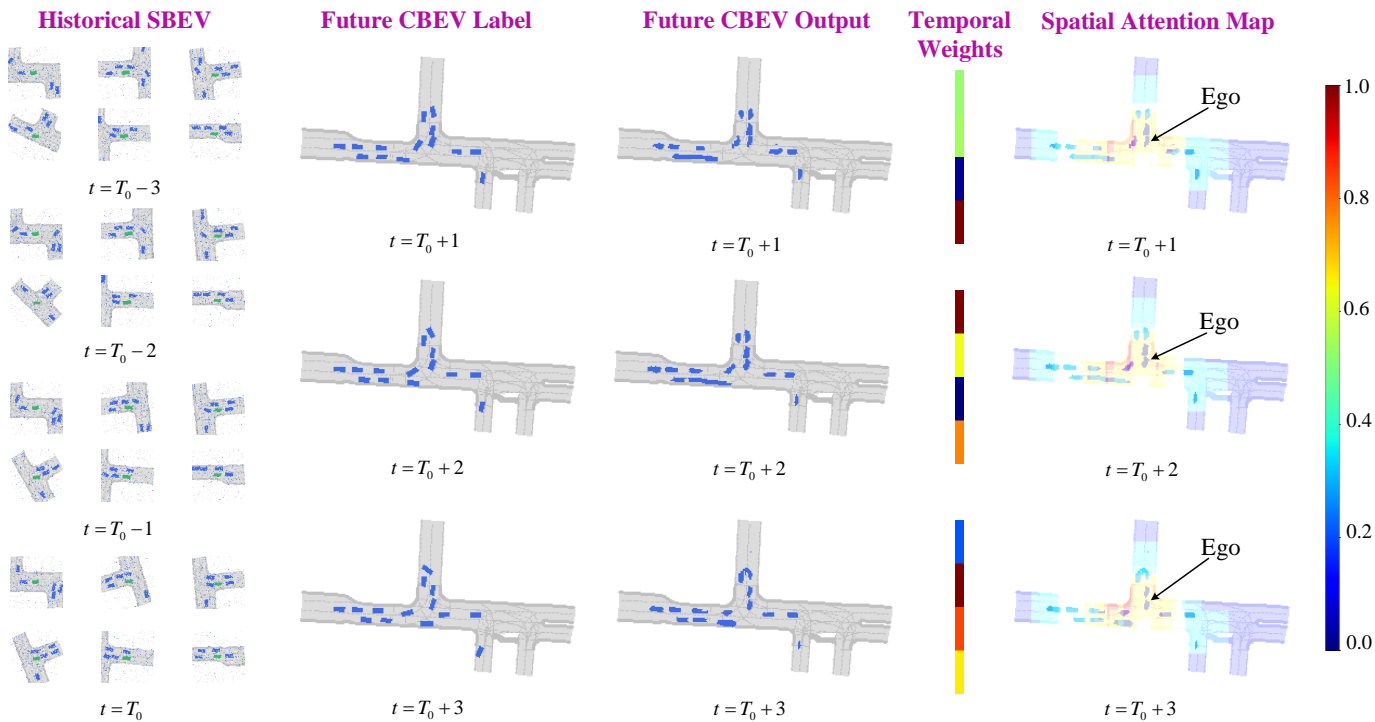 Historical SBEV
Future CBEV Label
Future CBEV Output
Temporal
Weights
Spatial Attention Map
t = T₀ − 3
t = T₀ − 2
t = T₀ − 1
t = T₀
t = T₀ + 1
t = T₀ + 2
t = T₀ + 3
t = T₀ + 1
t = T₀ + 2
t = T₀ + 3
Ego
t = T₀ + 1
Ego
t = T₀ + 2
Ego
t = T₀ + 3
1.0
0.8
0.6
0.4
0.2
0.0